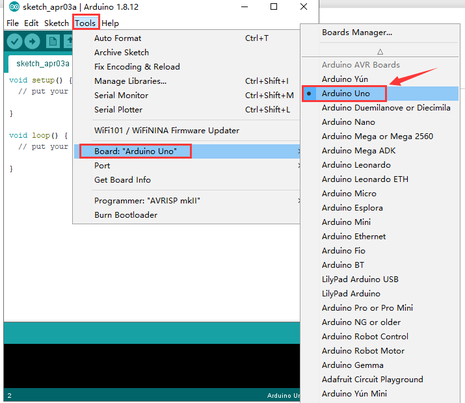 sketch_apr03a | Arduino 1.8.12
File Edit Sketch Tools Help
sketch_apr03a
void setup() {
// put your
}
void loop() {
// put your
}
Auto Format Ctrl+T
Archive Sketch
Fix Encoding & Reload
Manage Libraries... Ctrl+Shift+I
Serial Monitor Ctrl+Shift+M
Serial Plotter Ctrl+Shift+L
WiFi101 / WiFiNINA Firmware Updater
Board: "Arduino Uno"
Port
Get Board Info
Programmer: "AVRISP mkII"
Burn Bootloader
Boards Manager...
Arduino AVR Boards
Arduino Yún
Arduino Uno
Arduino Duemilanove or Diecimila
Arduino Nano
Arduino Mega or Mega 2560
Arduino Mega ADK
Arduino Leonardo
Arduino Leonardo ETH
Arduino Micro
Arduino Esplora
Arduino Mini
Arduino Ethernet
Arduino Fio
Arduino BT
LilyPad Arduino USB
LilyPad Arduino
Arduino Pro or Pro Mini
Arduino NG or older
Arduino Robot Control
Arduino Robot Motor
Arduino Gemma
Adafruit Circuit Playground
Arduino Yún Mini
2 Arduino Un